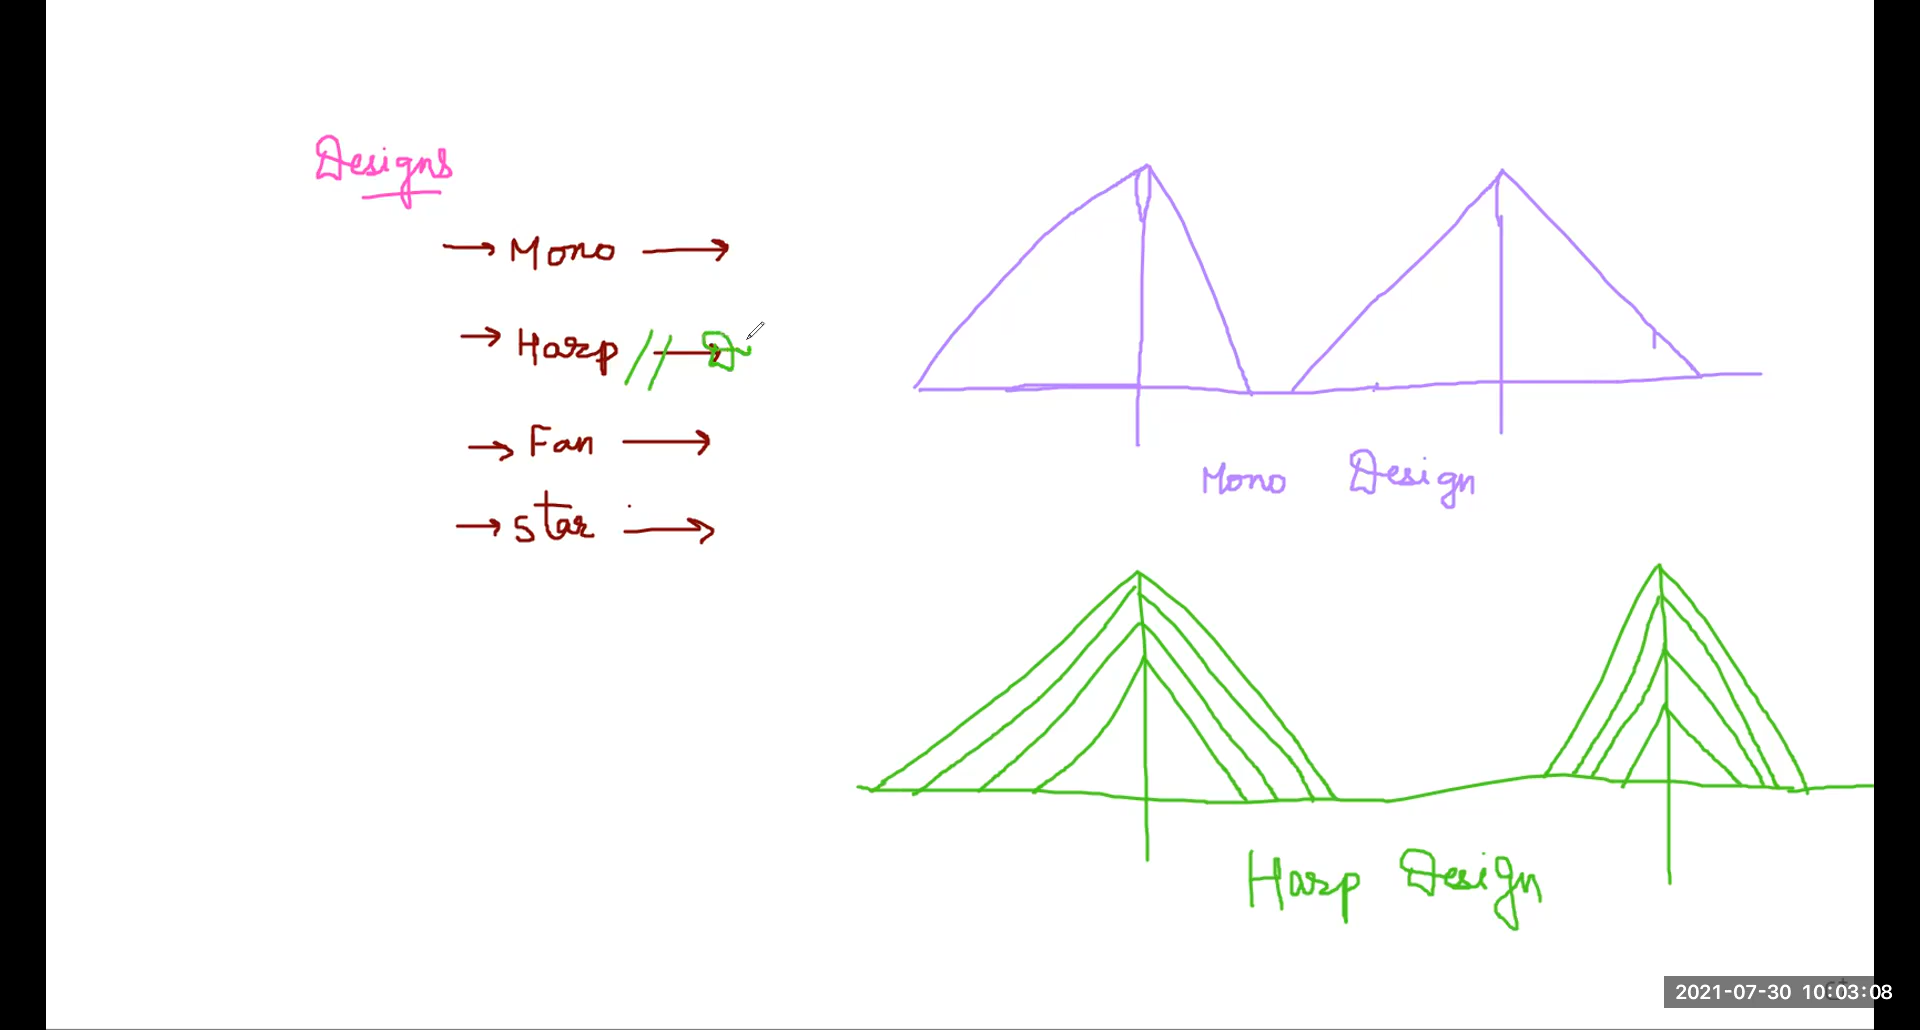 Designs
→ Mono →
→ Harp // →
→ Fan →
→ Star →
Mono Design
Harp Design
2021-07-30 10:03:08